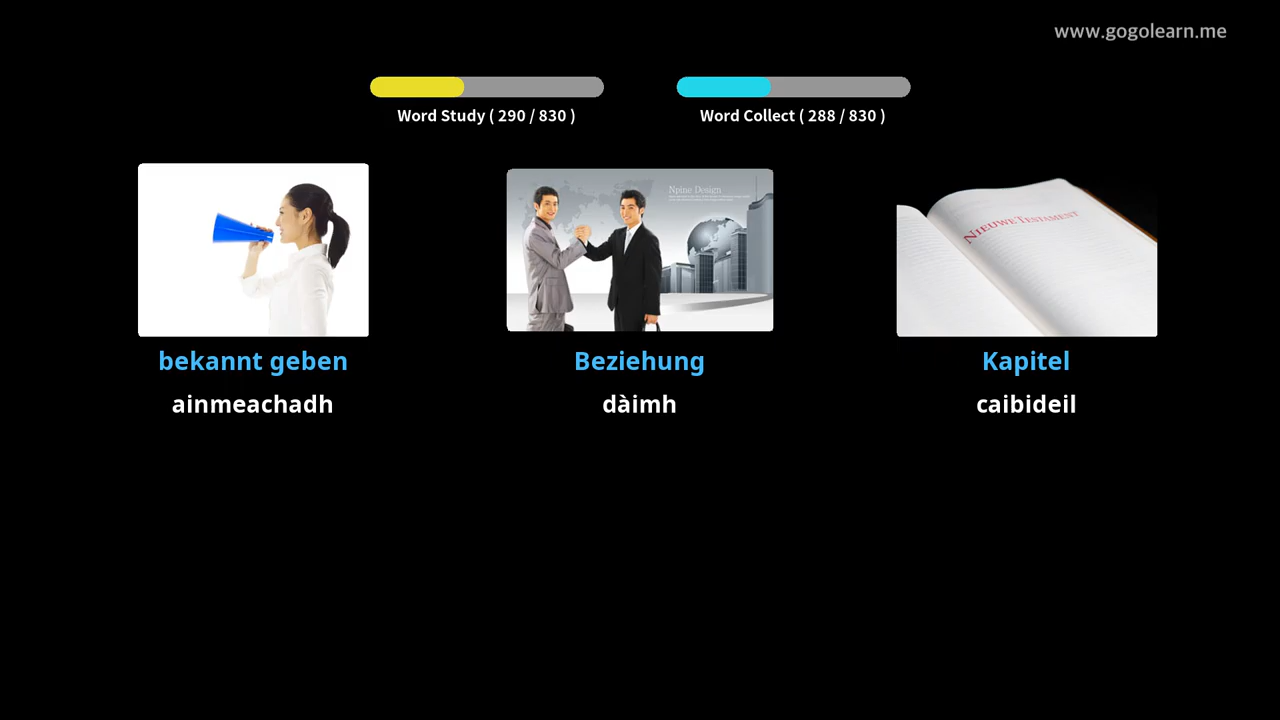 www.gogolearn.me
Word Study ( 290 / 830 )
Word Collect ( 288 / 830 )
Npine Design
NIEUWE TESTAMENT
bekannt geben
Beziehung
Kapitel
ainmeachadh
dàimh
caibideil